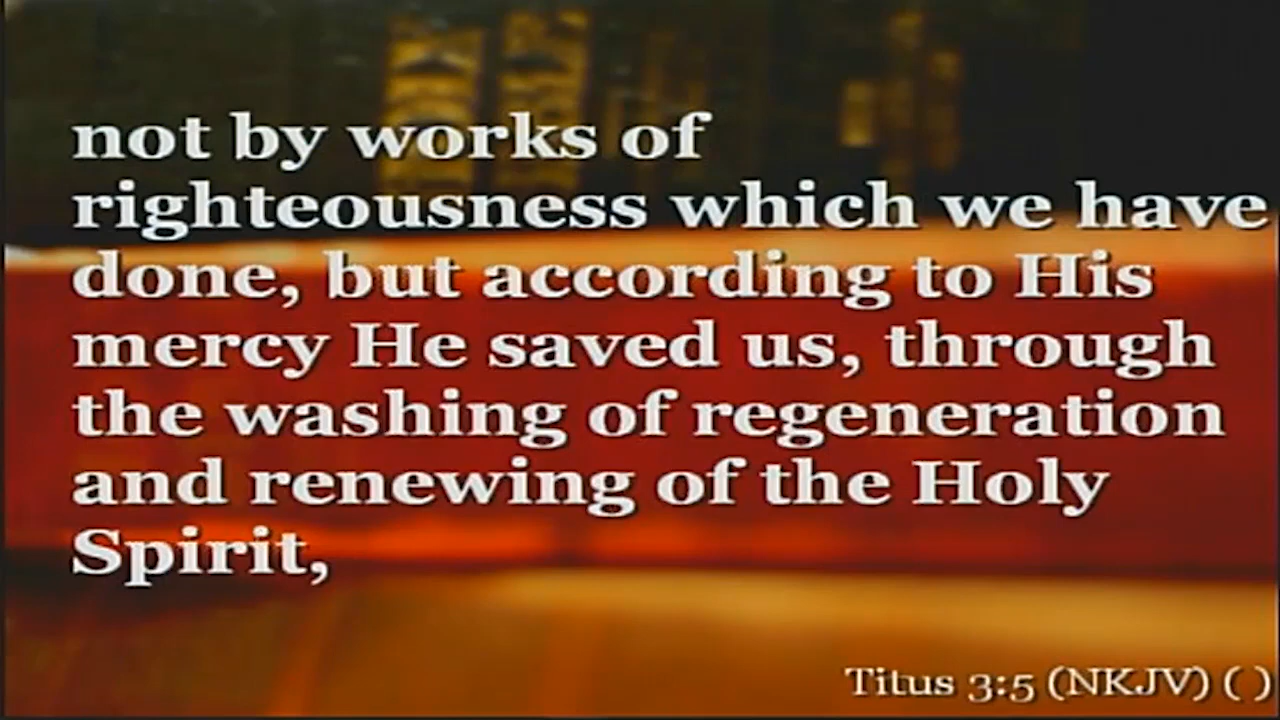 not by works of
righteousness which we have
done, but according to His
mercy He saved us, through
the washing of regeneration
and renewing of the Holy
Spirit,
Titus 3:5 (NKJV) ( )